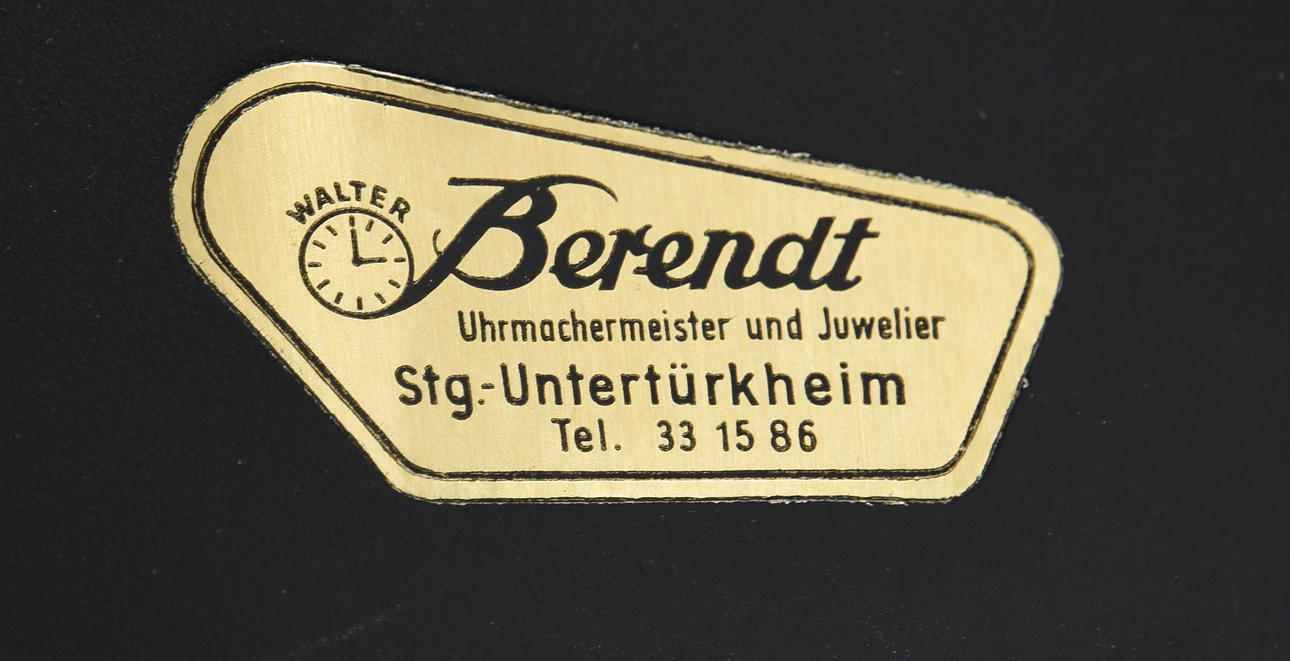 WALTER
Berendt
Uhrmachermeister und Juwelier
Stg.-Untertürkheim
Tel. 33 15 86